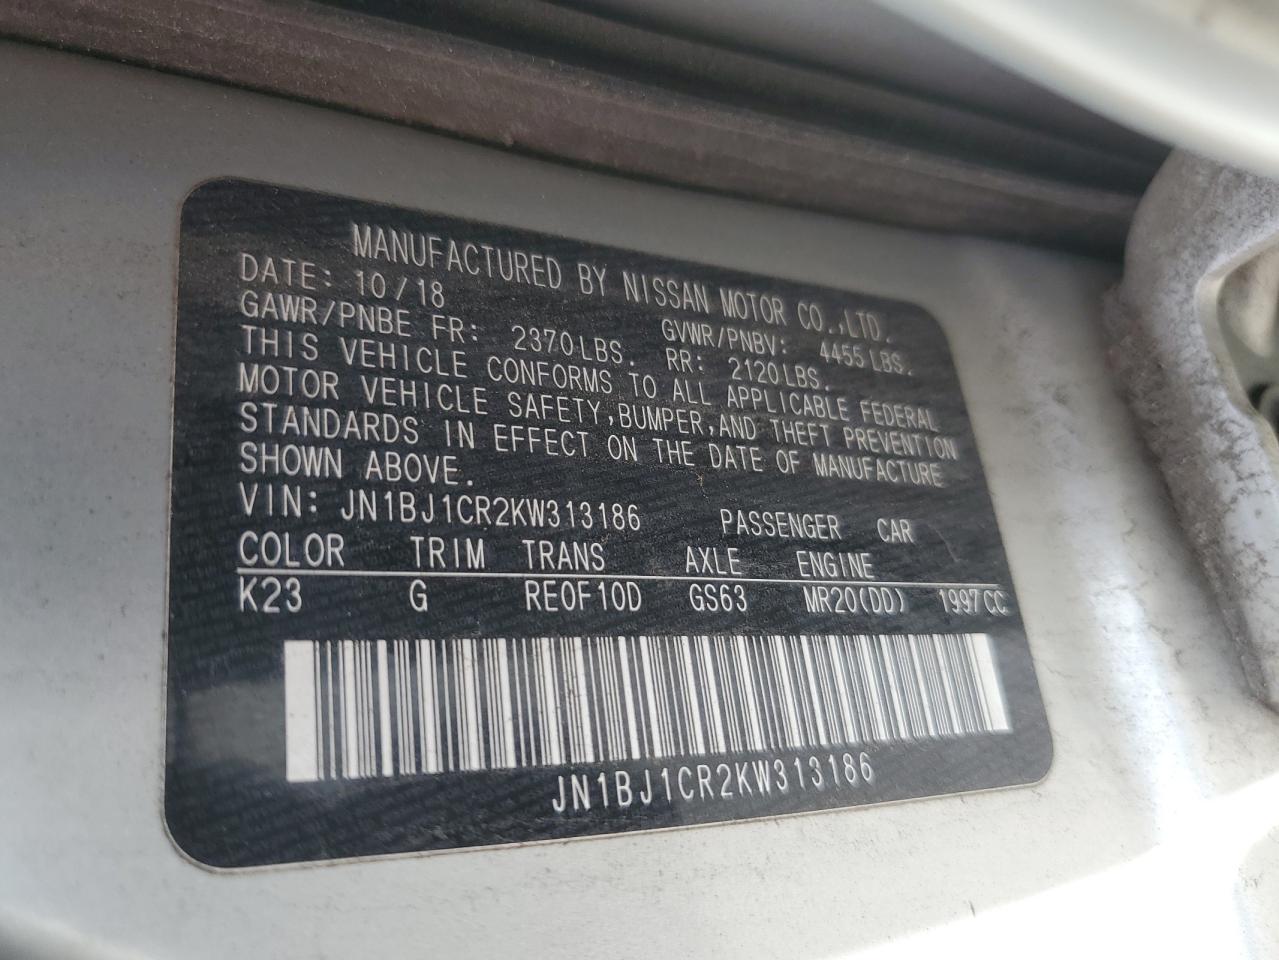 MANUFACTURED BY NISSAN MOTOR CO.,LTD.
DATE: 10/18 GVWR/PNBV: 4455 LBS.
GAWR/PNBE FR: 2370LBS. RR: 2120LBS.
THIS VEHICLE CONFORMS TO ALL APPLICABLE FEDERAL
MOTOR VEHICLE SAFETY,BUMPER,AND THEFT PREVENTION
STANDARDS IN EFFECT ON THE DATE OF MANUFACTURE
SHOWN ABOVE.
VIN: JN1BJ1CR2KW313186 PASSENGER CAR
COLOR TRIM TRANS AXLE ENGINE
K23 G RE0F10D GS63 MR20(DD) 1997CC
JN1BJ1CR2KW313186